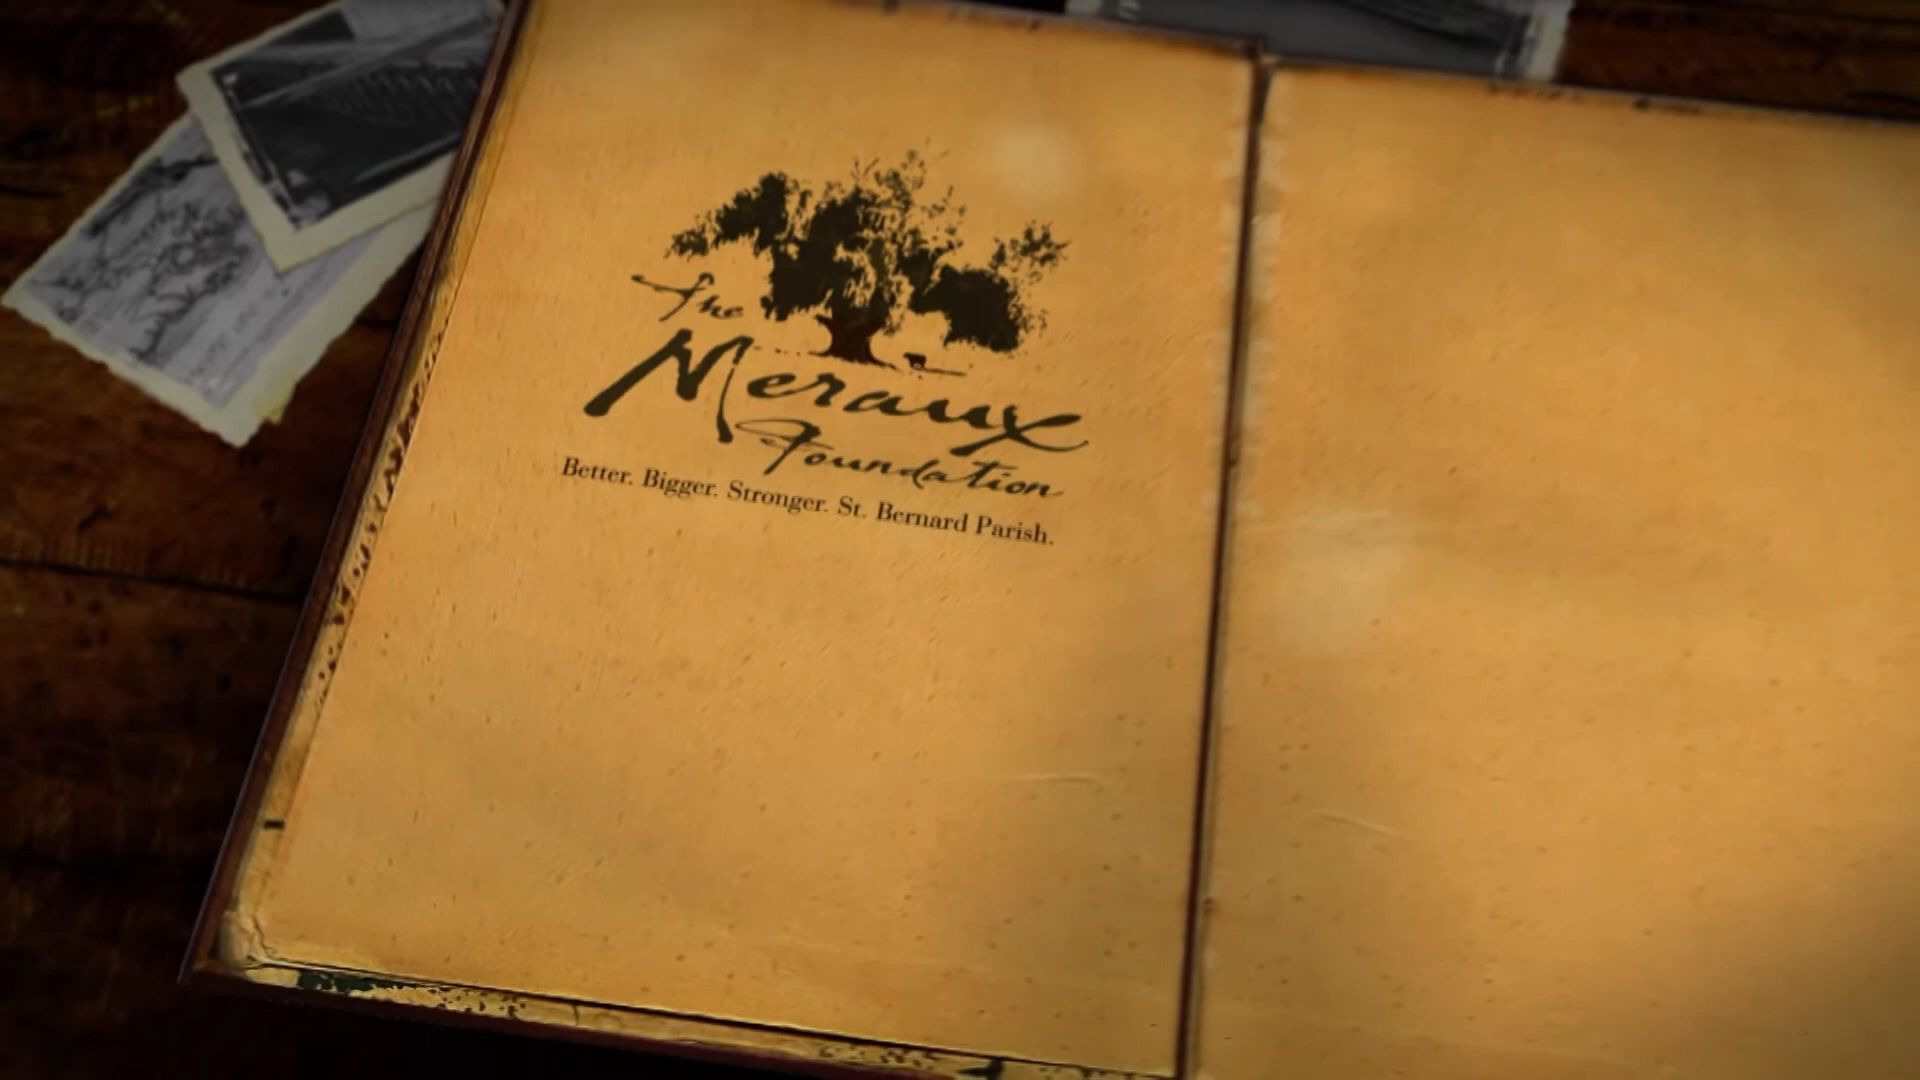 The
Meraux
Foundation
Better. Bigger. Stronger. St. Bernard Parish.